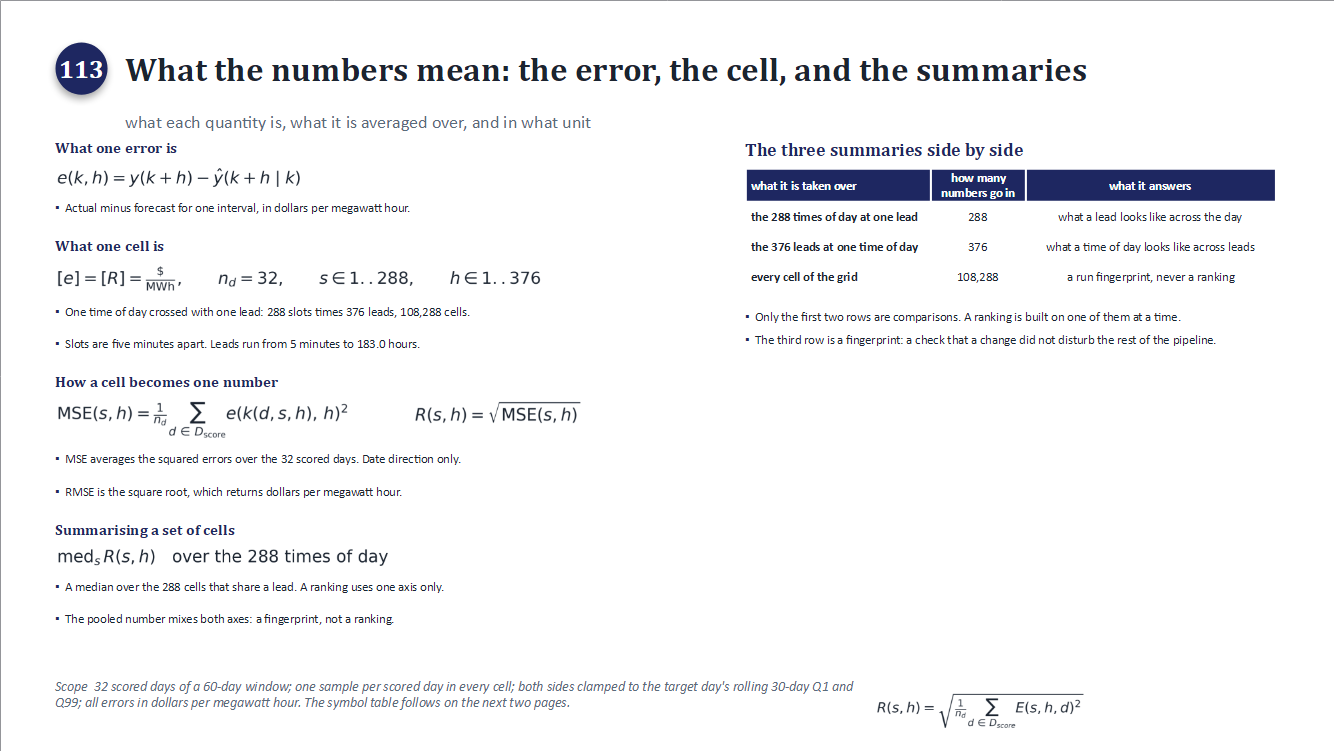 113
What the numbers mean: the error, the cell, and the summaries
what each quantity is, what it is averaged over, and in what unit
What one error is
e(k, h) = y(k + h) − ŷ(k + h | k)
▪ Actual minus forecast for one interval, in dollars per megawatt hour.
What one cell is
[e] = [R] = $/MWh, n_d = 32, s ∈ 1..288, h ∈ 1..376
▪ One time of day crossed with one lead: 288 slots times 376 leads, 108,288 cells.
▪ Slots are five minutes apart. Leads run from 5 minutes to 183.0 hours.
How a cell becomes one number
MSE(s, h) = 1/n_d ∑_{d ∈ D_score} e(k(d, s, h), h)² R(s, h) = √MSE(s, h)
▪ MSE averages the squared errors over the 32 scored days. Date direction only.
▪ RMSE is the square root, which returns dollars per megawatt hour.
Summarising a set of cells
med_s R(s, h) over the 288 times of day
▪ A median over the 288 cells that share a lead. A ranking uses one axis only.
▪ The pooled number mixes both axes: a fingerprint, not a ranking.
The three summaries side by side
what it is taken over how many numbers go in what it answers
the 288 times of day at one lead 288 what a lead looks like across the day
the 376 leads at one time of day 376 what a time of day looks like across leads
every cell of the grid 108,288 a run fingerprint, never a ranking
▪ Only the first two rows are comparisons. A ranking is built on one of them at a time.
▪ The third row is a fingerprint: a check that a change did not disturb the rest of the pipeline.
Scope 32 scored days of a 60-day window; one sample per scored day in every cell; both sides clamped to the target day's rolling 30-day Q1 and
Q99; all errors in dollars per megawatt hour. The symbol table follows on the next two pages.
R(s, h) = √(1/n_d ∑_{d ∈ D_score} E(s, h, d)²)